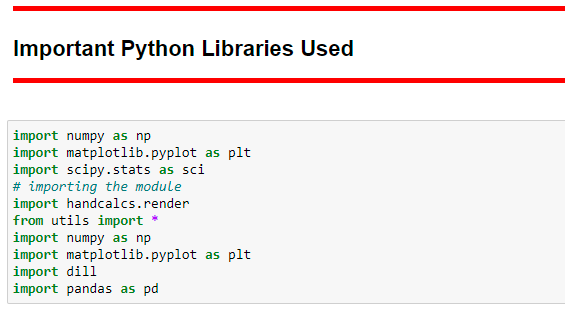 Important Python Libraries Used
import numpy as np
import matplotlib.pyplot as plt
import scipy.stats as sci
# importing the module
import handcalcs.render
from utils import *
import numpy as np
import matplotlib.pyplot as plt
import dill
import pandas as pd